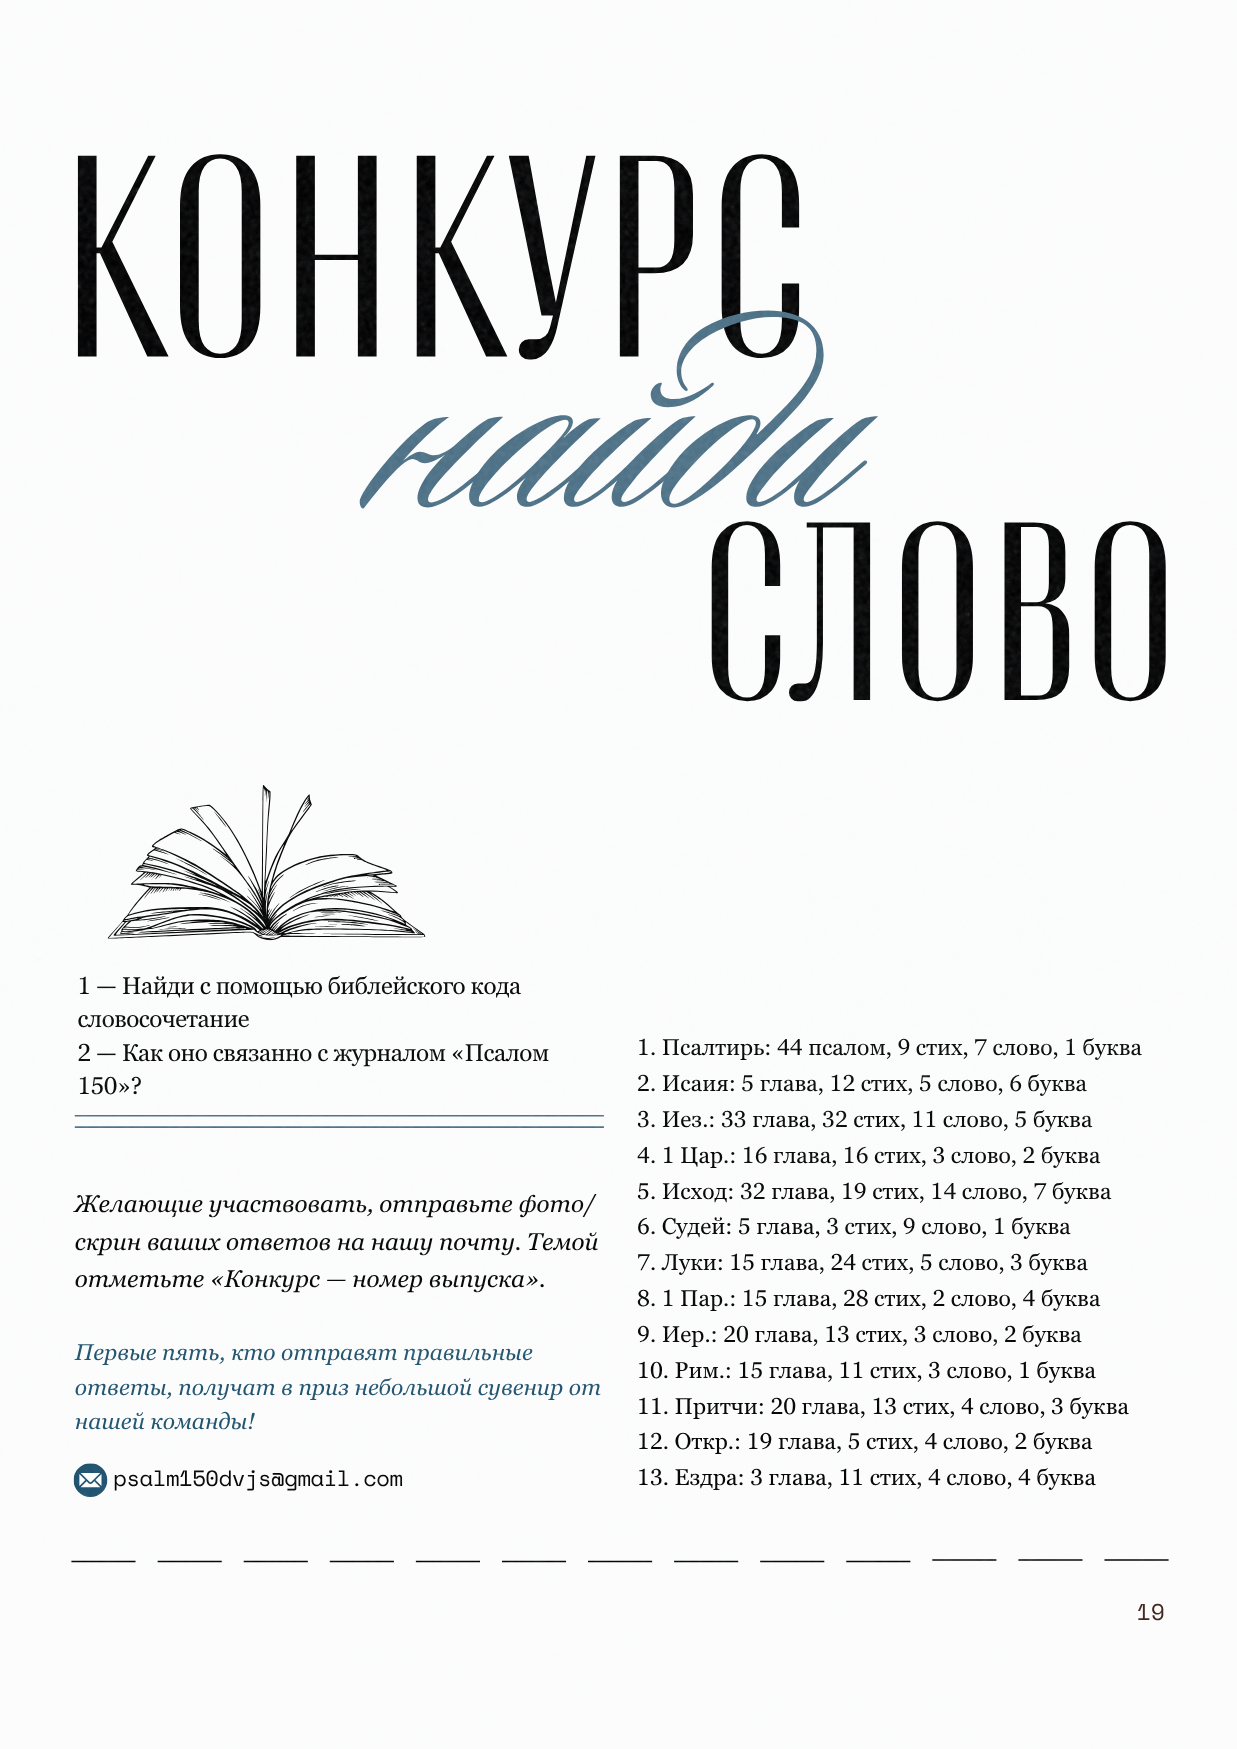 КОНКУРС
найди
СЛОВО
1 — Найди с помощью библейского кода
словосочетание
2 — Как оно связанно с журналом «Псалом
150»?
Желающие участвовать, отправьте фото/
скрин ваших ответов на нашу почту. Темой
отметьте «Конкурс — номер выпуска».
Первые пять, кто отправят правильные
ответы, получат в приз небольшой сувенир от
нашей команды!
psalm150dvjs@gmail.com
1. Псалтирь: 44 псалом, 9 стих, 7 слово, 1 буква
2. Исаия: 5 глава, 12 стих, 5 слово, 6 буква
3. Иез.: 33 глава, 32 стих, 11 слово, 5 буква
4. 1 Цар.: 16 глава, 16 стих, 3 слово, 2 буква
5. Исход: 32 глава, 19 стих, 14 слово, 7 буква
6. Судей: 5 глава, 3 стих, 9 слово, 1 буква
7. Луки: 15 глава, 24 стих, 5 слово, 3 буква
8. 1 Пар.: 15 глава, 28 стих, 2 слово, 4 буква
9. Иер.: 20 глава, 13 стих, 3 слово, 2 буква
10. Рим.: 15 глава, 11 стих, 3 слово, 1 буква
11. Притчи: 20 глава, 13 стих, 4 слово, 3 буква
12. Откр.: 19 глава, 5 стих, 4 слово, 2 буква
13. Ездра: 3 глава, 11 стих, 4 слово, 4 буква
19